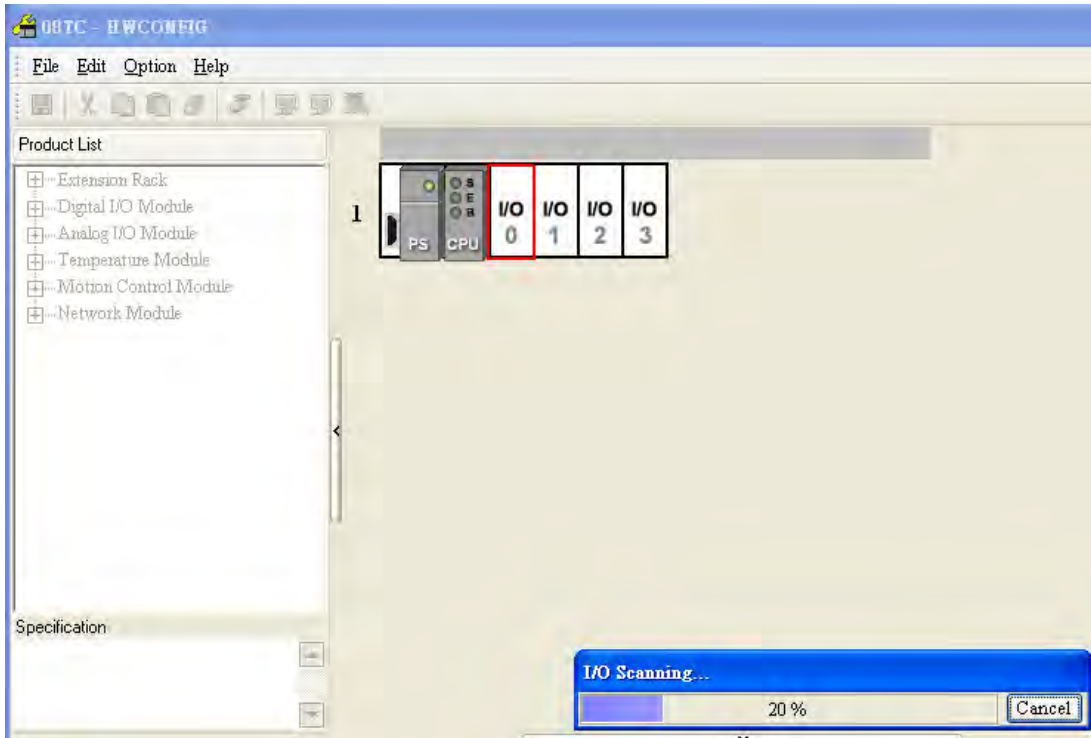 08TC - HWCONFIG
File Edit Option Help
Product List
Extension Rack
Digital I/O Module
Analog I/O Module
Temperature Module
Motion Control Module
Network Module
1
PS CPU S E R I/O 0 I/O 1 I/O 2 I/O 3
<
Specification
I/O Scanning...
20 % Cancel